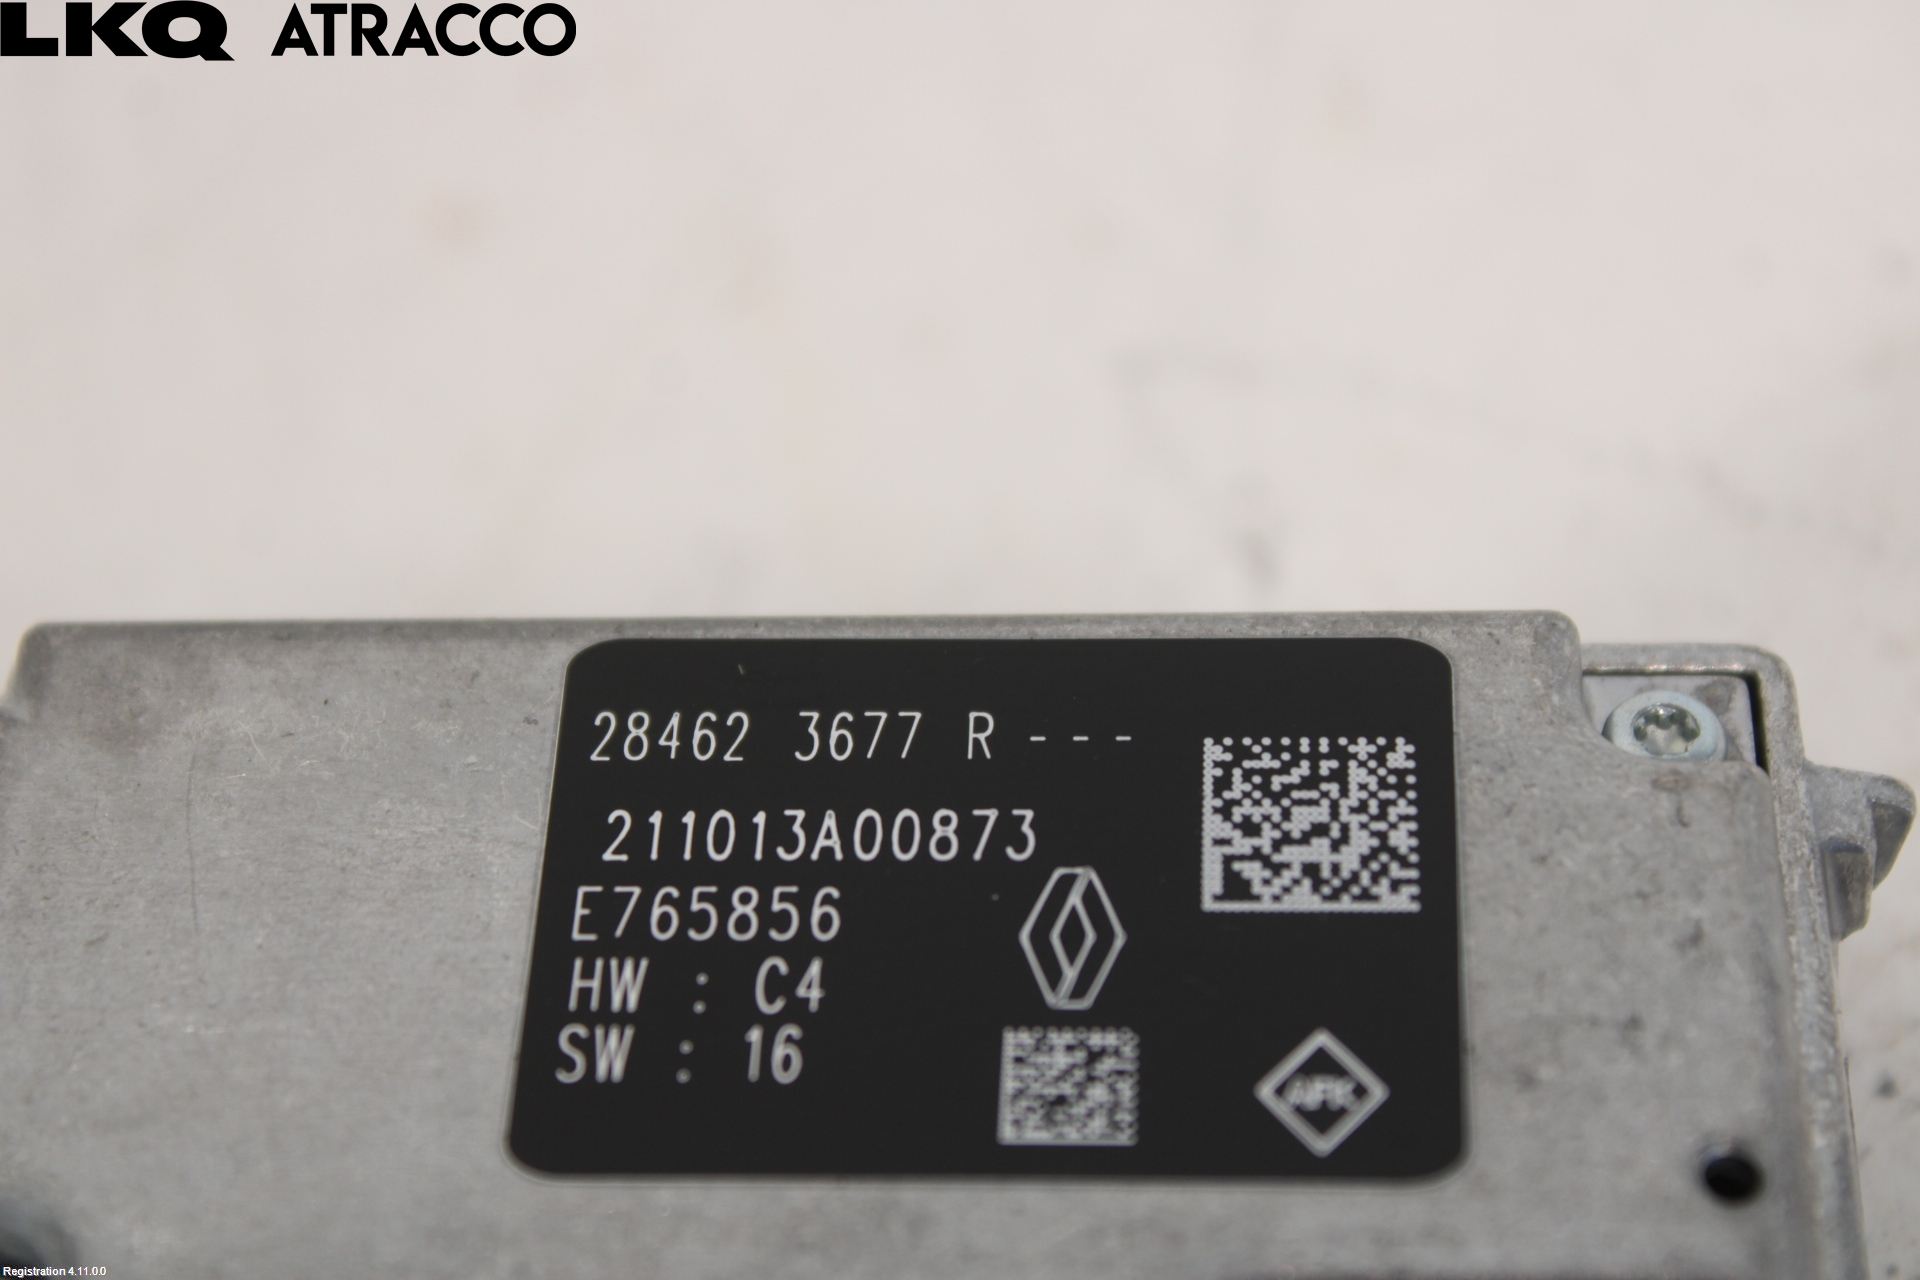 LKQ ATRACCO
28462 3677 R - - -
211013A00873
E765856
HW : C4
SW : 16
Registration 4.11.0.0